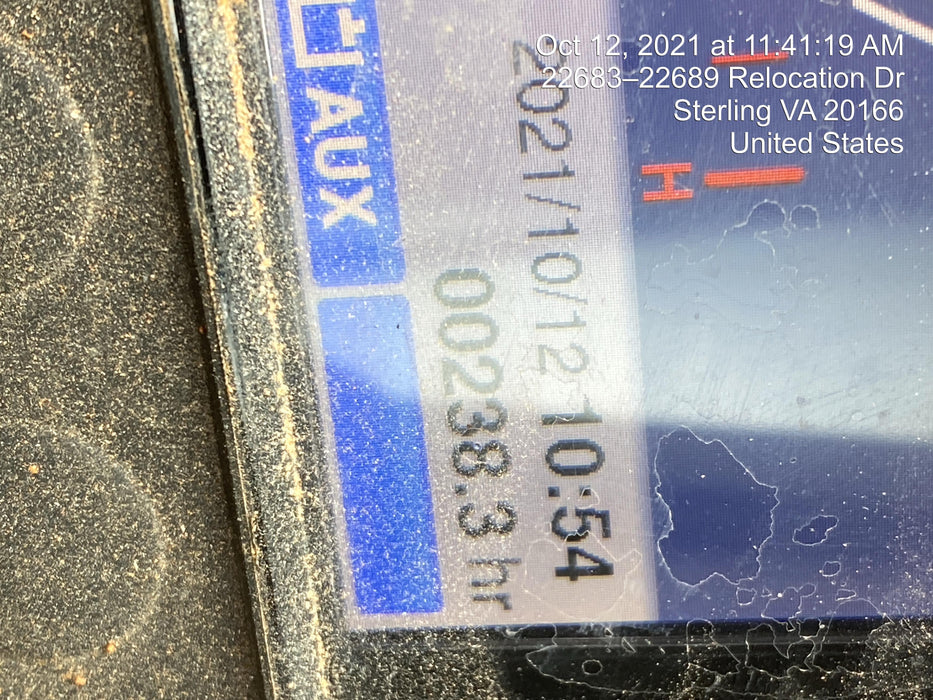 Oct 12, 2021 at 11:41:19 AM
22683–22689 Relocation Dr
Sterling VA 20166
United States
H
2021/10/12 10:54
00238.3 hr
AUX